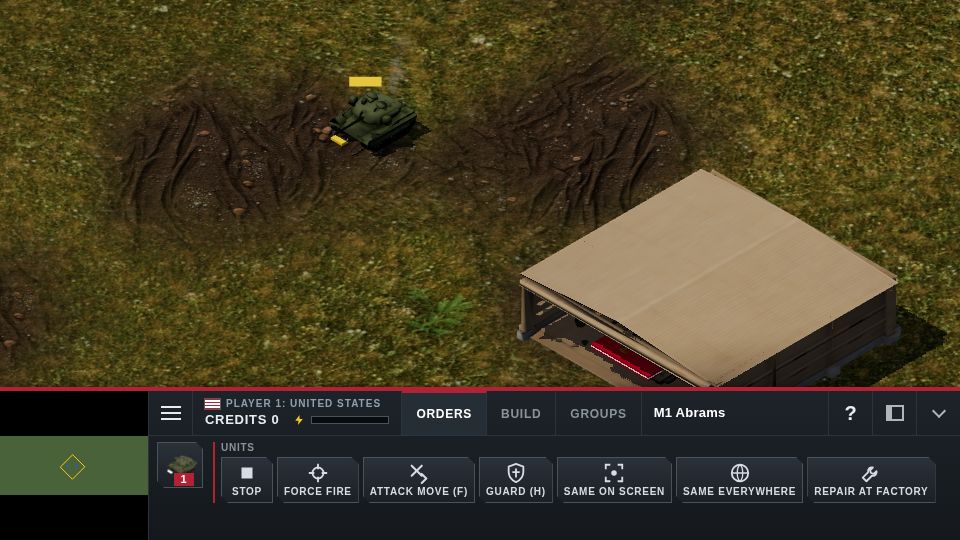 PLAYER 1: UNITED STATES
CREDITS 0
ORDERS
BUILD
GROUPS
M1 Abrams
?
UNITS
1
STOP
FORCE FIRE
ATTACK MOVE (F)
GUARD (H)
SAME ON SCREEN
SAME EVERYWHERE
REPAIR AT FACTORY